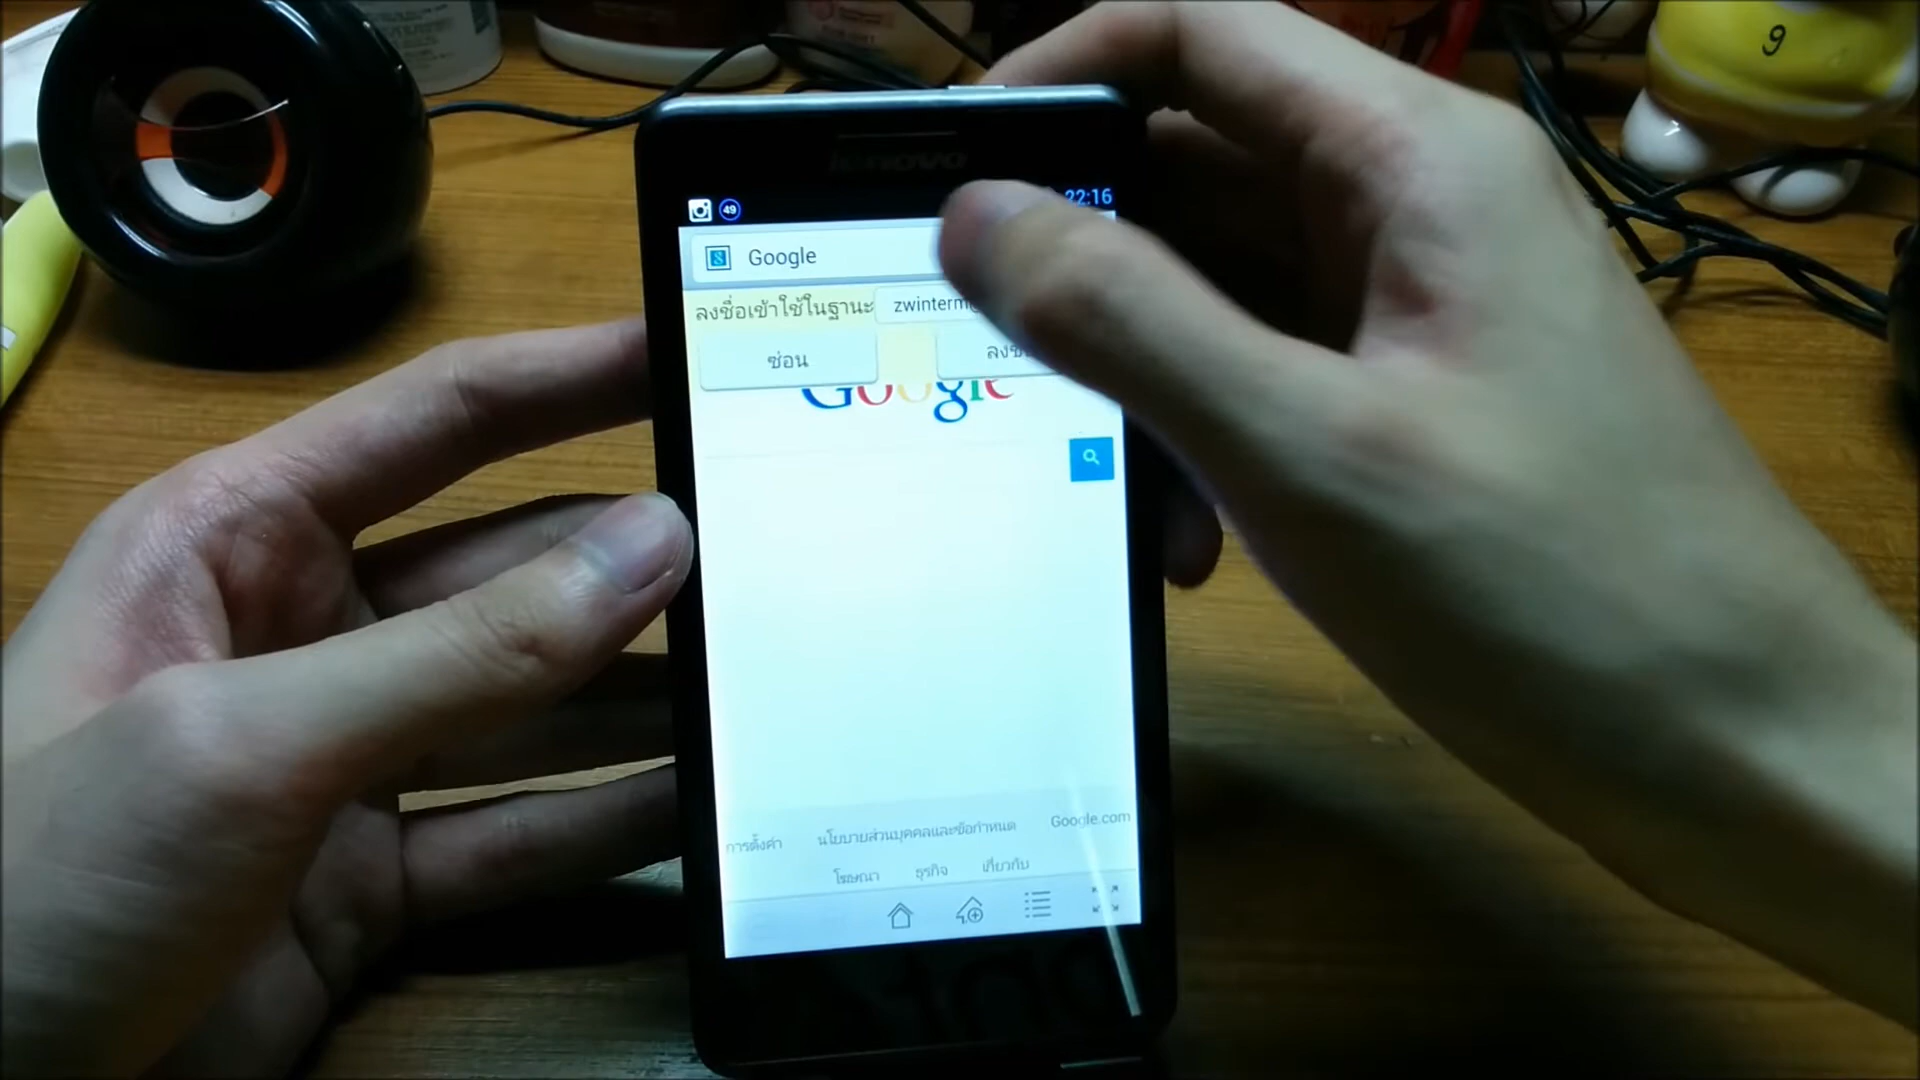 9
lenovo
49
22:16
Google
ลงชื่อเข้าใช้ในฐานะ zwinterm@
ซ่อน
Google
การตั้งค่า นโยบายส่วนบุคคลและข้อกำหนด Google.com
โฆษณา ธุรกิจ เกี่ยวกับ